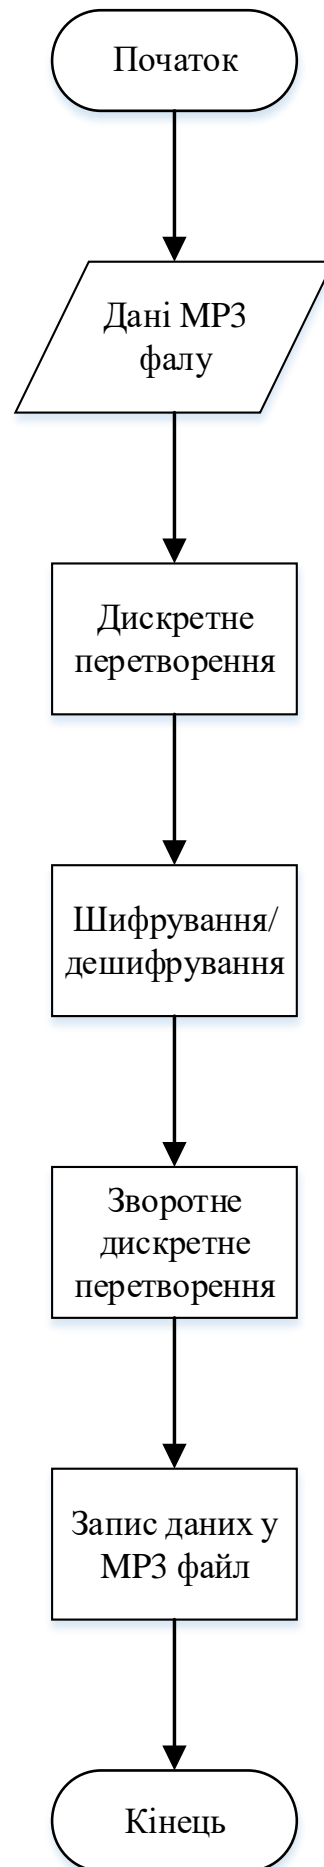 Початок
Дані MP3
фалу
Дискретне
перетворення
Шифрування/
дешифрування
Зворотне
дискретне
перетворення
Запис даних у
MP3 файл
Кінець